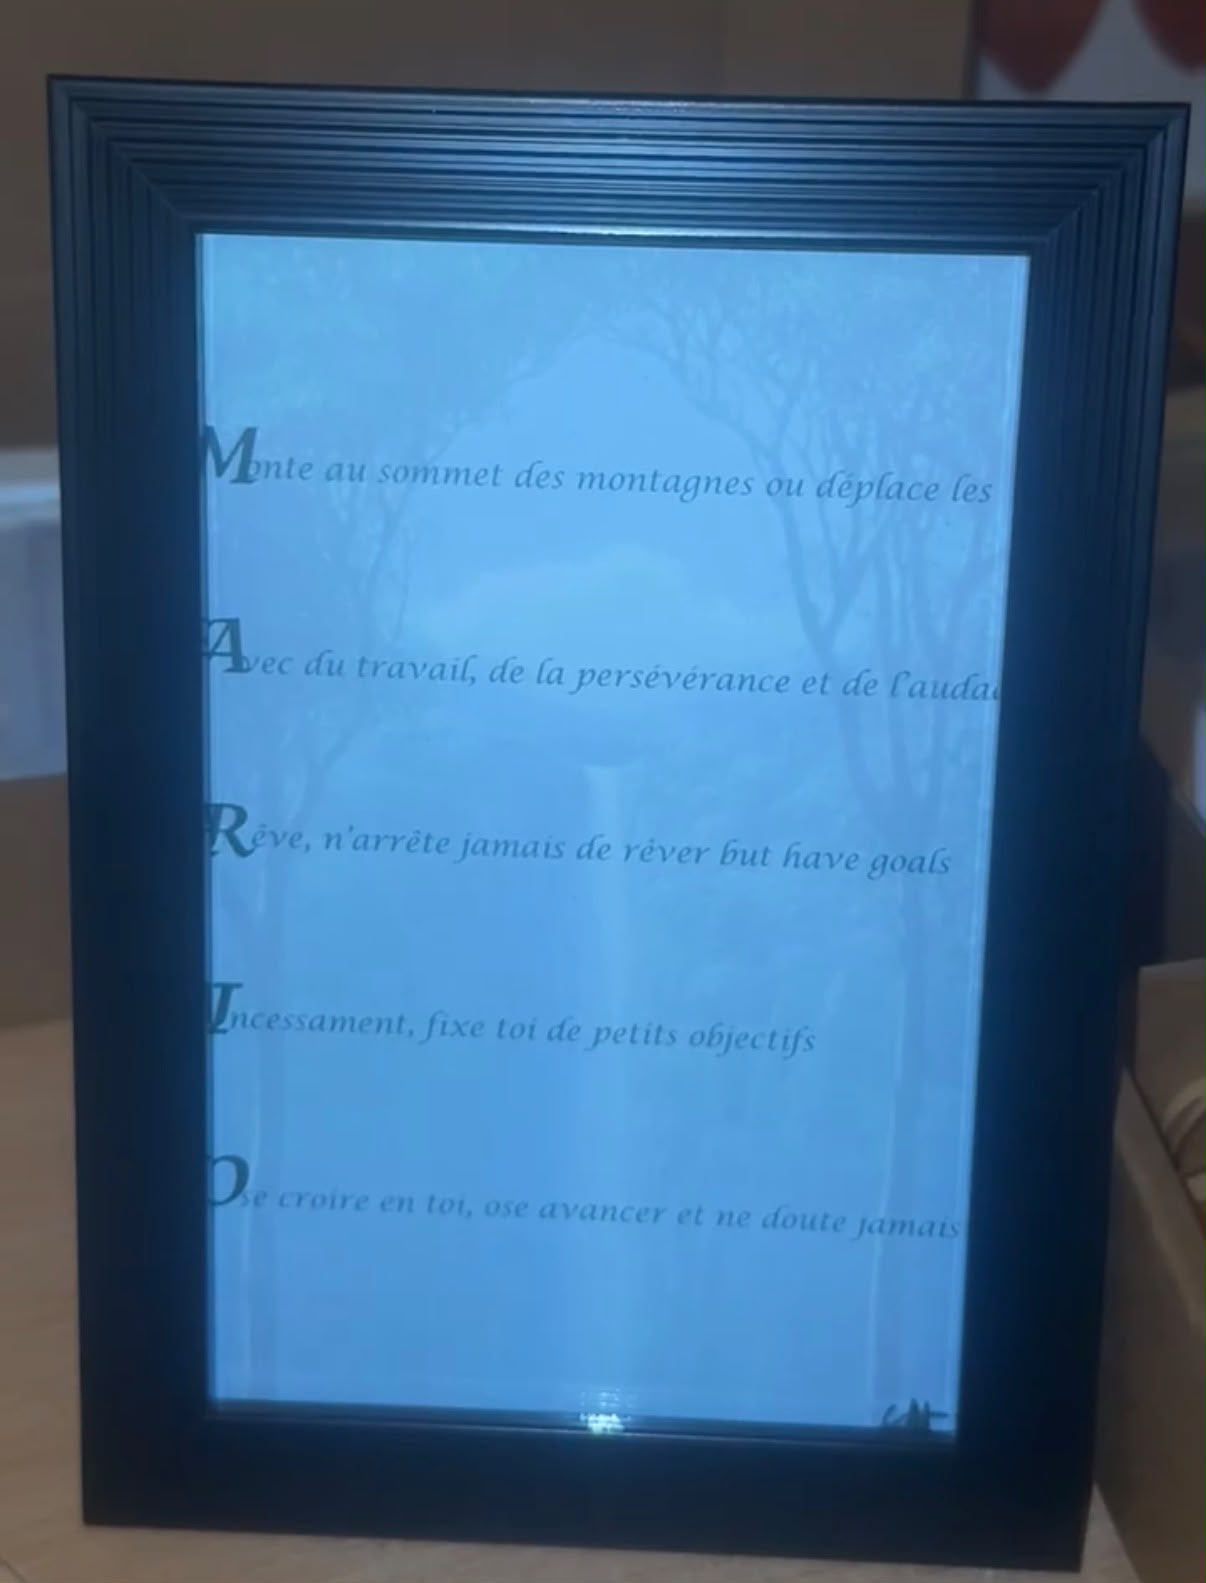 Monte au sommet des montagnes ou déplace les
Avec du travail, de la persévérance et de l'audac
Rêve, n'arrête jamais de rêver but have goals
Incessament, fixe toi de petits objectifs
Ose croire en toi, ose avancer et ne doute jamais